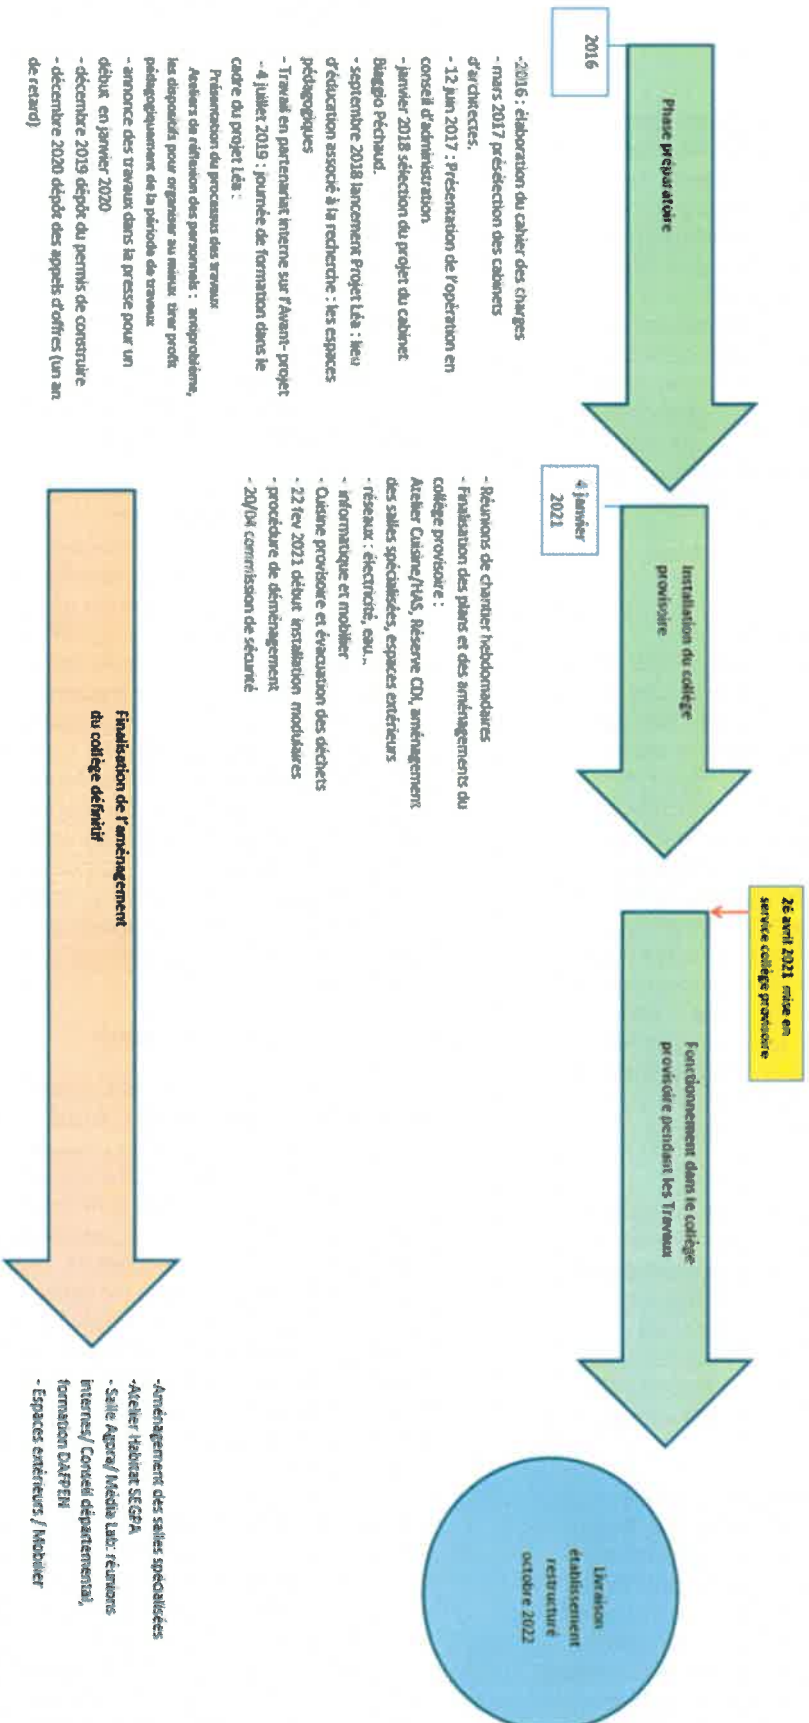 2016
Phase préparatoire
-2016 : élaboration du cahier des charges
- mars 2017 présélection des cabinets
d'architectes.
- 12 juin 2017 : Présentation de l'opération en
conseil d'administration
- janvier 2018 sélection du projet du cabinet
Biaggio Péchaud.
- septembre 2018 lancement Projet Léa : lieu
d'éducation associé à la recherche : les espaces
pédagogiques
- Travail en partenariat interne sur l'Avant- projet
- 4 juillet 2019 : journée de formation dans le
cadre du projet Léa :
Présentation du processus des travaux
Ateliers de réflexion des personnels : antiproblème,
les dispositifs pour organiser au mieux tirer profit
pédagogiquement de la période de travaux
- annonce des travaux dans la presse pour un
début en janvier 2020
- décembre 2019 dépôt du permis de construire
- décembre 2020 dépôt des appels d'offres (un an
de retard)
4 janvier
2021
Installation du collège
provisoire
- Réunions de chantier hebdomadaires
- Finalisation des plans et des aménagements du
collège provisoire :
Atelier Cuisine/HAS, Réserve CDI, aménagement
des salles spécialisées, espaces extérieurs
- réseaux : électricité, eau...
- informatique et mobilier
- Cuisine provisoire et évacuation des déchets
- 22 fev 2021 début installation modulaires
- procédure de déménagement
- 20/04 commission de sécurité
26 avril 2021 mise en
service collège provisoire
Fonctionnement dans le collège
provisoire pendant les Travaux
Livraison
établissement
restructuré
octobre 2022
Finalisation de l'aménagement
du collège définitif
-Aménagement des salles spécialisées
-Atelier Habitat SEGPA
- Salle Agora/ Média Lab: réunions
internes/ Conseil départemental,
formation DAFPEN
- Espaces extérieurs / Mobilier